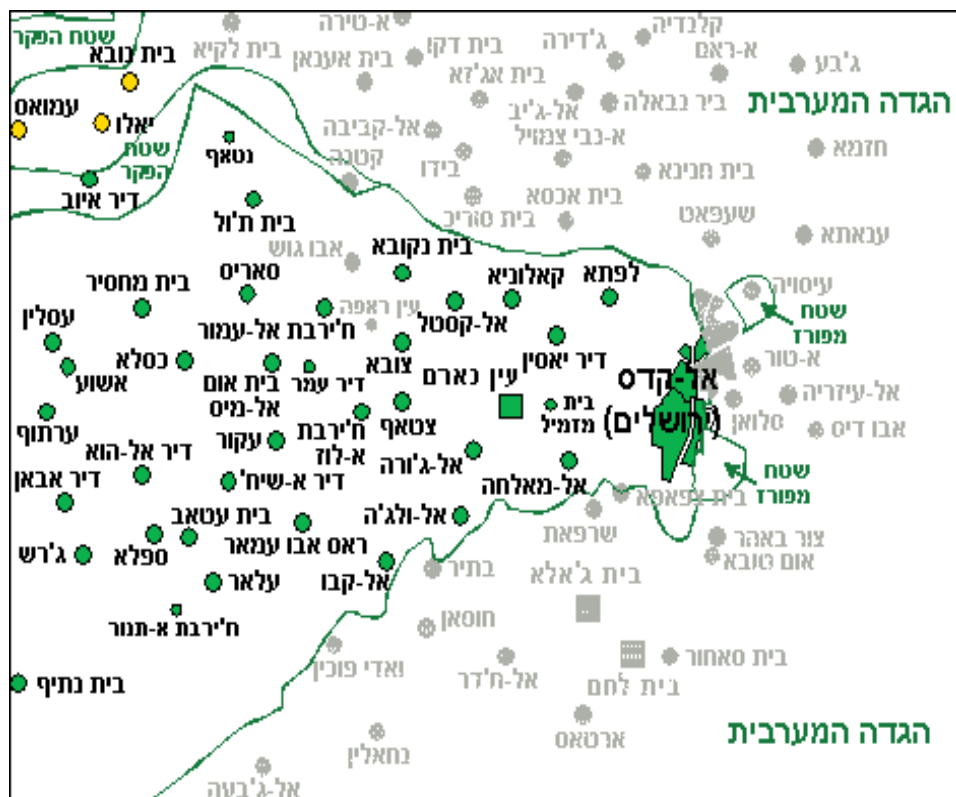 א-טירה
קלנדיה
שטח הפקר
בית לקיא
בית דקו
ג'דירה
א-ראם
בית נובא
בית אענאן
ג'בע
בית אג'זא
עמואס
אל-ג'יב
ביר נבאלה
הגדה המערבית
יאלו
אל-קביבה
א-נבי צמויל
שטח
הפקר
נטאף
קטנה
בידו
חזמא
בית חנינא
דיר איוב
בית אכסא
בית ת'ול
בית סוריכ
שעפאט
ענאתא
אבו גוש
בית נקובא
סאריס
קאלוניא
לפתא
בית מחסיר
עיסויה
עסלין
ח'ירבת אל-עמור
עין ראפה
אל-קסטל
שטח
מפורז
דיר יאסין
אשוע
כסלא
צובא
א-טור
בית אום
אל-מיס
דיר עמר
עין כארם
אל-קדס
(ירושלים)
אל-עיזריה
ערתוף
צטאף
בית
מזמיל
סלואן
אבו דיס
ח'ירבת
א-לוז
עקור
דיר אל-הוא
אל-ג'ורה
שטח
מפורז
דיר אבאן
דיר א-שיח'
אל-מאלחה
בית צפאפא
בית עטאב
אל-ולג'ה
שרפאת
צור באהר
ג'רש
ספלא
ראס אבו עמאר
אום טובא
עלאר
אל-קבו
בתיר
בית ג'אלא
ח'ירבת א-תנור
חוסאן
ואדי פוכין
אל-ח'דר
בית לחם
בית סאחור
בית נתיף
נחאלין
ארטאס
הגדה המערבית
אל-ג'בעה